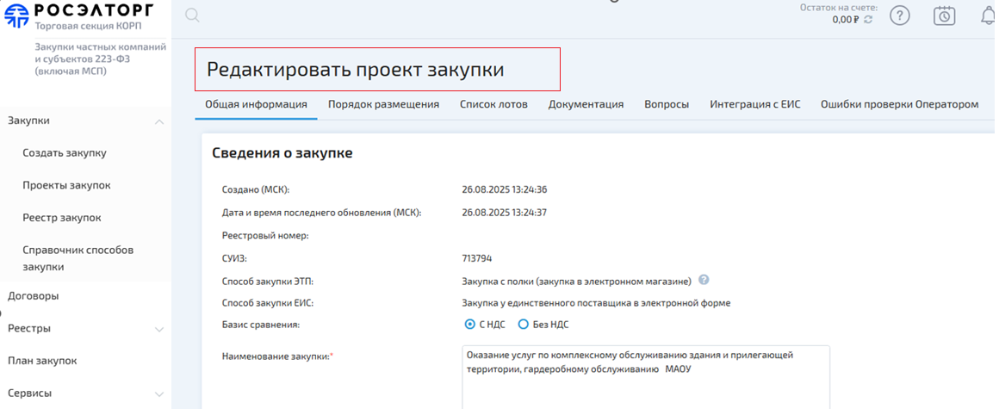 РОСЭЛТОРГ
Торговая секция КОРП
Закупки частных компаний
и субъектов 223-ФЗ
(включая МСП)
Остаток на счете:
0,00 ₽
Закупки
Создать закупку
Проекты закупок
Реестр закупок
Справочник способов
закупки
Договоры
Реестры
План закупок
Сервисы
Редактировать проект закупки
Общая информация Порядок размещения Список лотов Документация Вопросы Интеграция с ЕИС Ошибки проверки Оператором
Сведения о закупке
Создано (МСК): 26.08.2025 13:24:36
Дата и время последнего обновления (МСК): 26.08.2025 13:24:37
Реестровый номер:
СУИЗ: 713794
Способ закупки ЭТП: Закупка с полки (закупка в электронном магазине) ?
Способ закупки ЕИС: Закупка у единственного поставщика в электронной форме
Базис сравнения: С НДС Без НДС
Наименование закупки:* Оказание услуг по комплексному обслуживанию здания и прилегающей
территории, гардеробному обслуживанию МАОУ